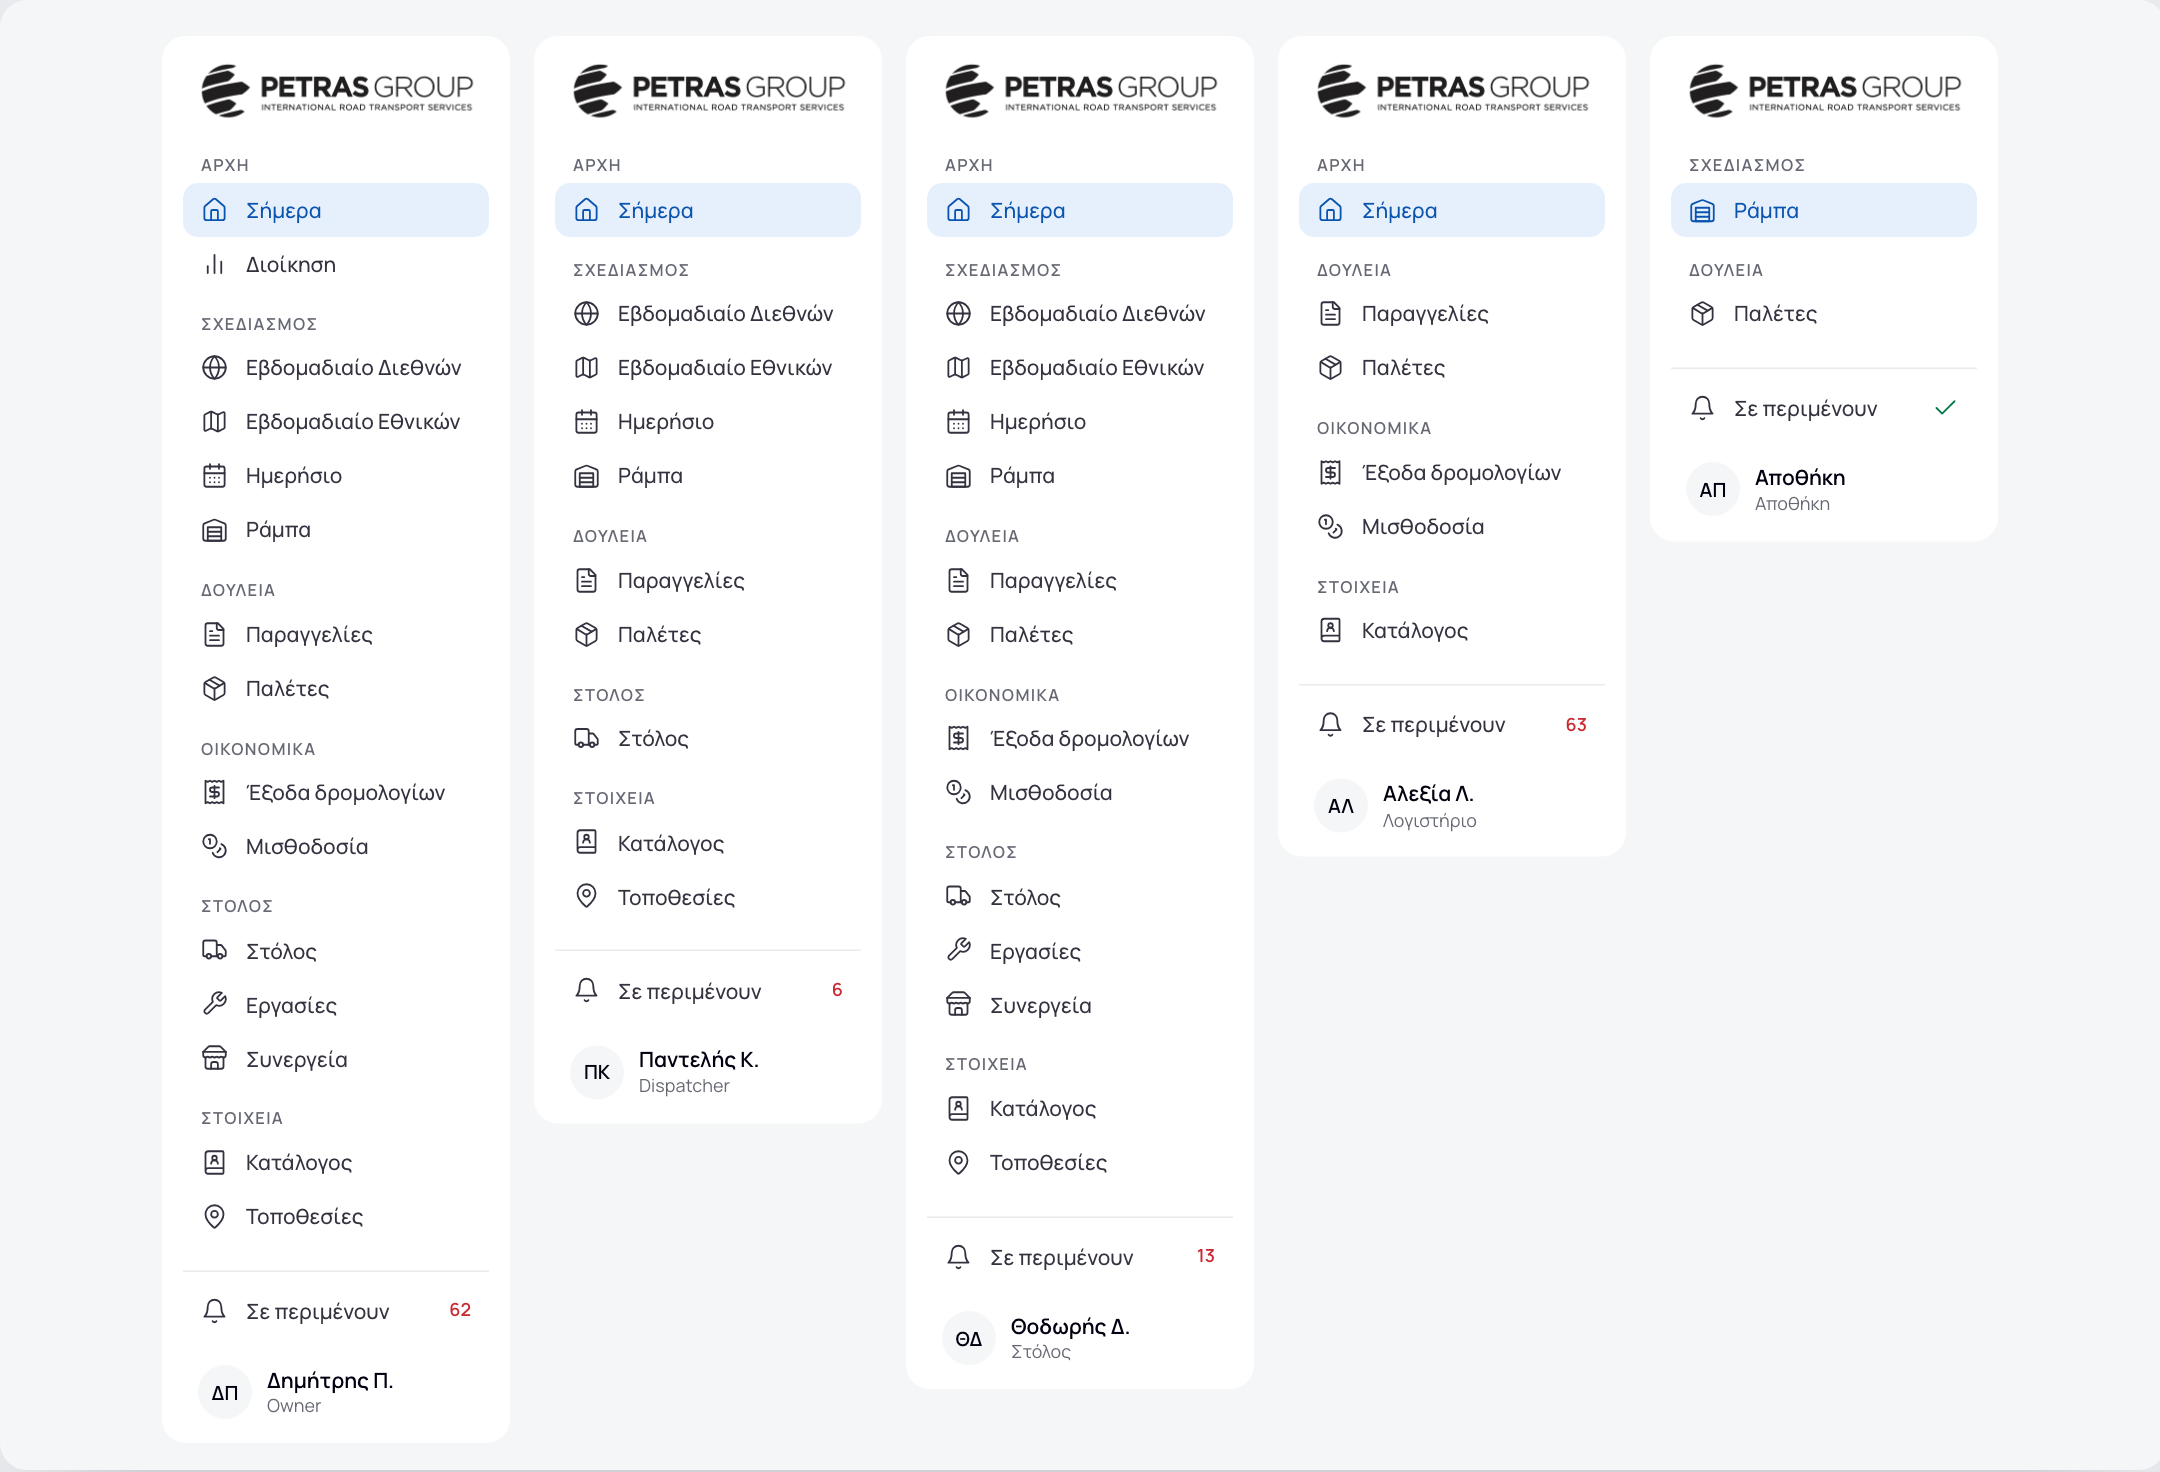 PETRAS GROUP
INTERNATIONAL ROAD TRANSPORT SERVICES
ΑΡΧΗ
Σήμερα
Διοίκηση
ΣΧΕΔΙΑΣΜΟΣ
Εβδομαδιαίο Διεθνών
Εβδομαδιαίο Εθνικών
Ημερήσιο
Ράμπα
ΔΟΥΛΕΙΑ
Παραγγελίες
Παλέτες
ΟΙΚΟΝΟΜΙΚΑ
Έξοδα δρομολογίων
Μισθοδοσία
ΣΤΟΛΟΣ
Στόλος
Εργασίες
Συνεργεία
ΣΤΟΙΧΕΙΑ
Κατάλογος
Τοποθεσίες
Σε περιμένουν 62
ΔΠ
Δημήτρης Π.
Owner
PETRAS GROUP
INTERNATIONAL ROAD TRANSPORT SERVICES
ΑΡΧΗ
Σήμερα
ΣΧΕΔΙΑΣΜΟΣ
Εβδομαδιαίο Διεθνών
Εβδομαδιαίο Εθνικών
Ημερήσιο
Ράμπα
ΔΟΥΛΕΙΑ
Παραγγελίες
Παλέτες
ΣΤΟΛΟΣ
Στόλος
ΣΤΟΙΧΕΙΑ
Κατάλογος
Τοποθεσίες
Σε περιμένουν 6
ΠΚ
Παντελής Κ.
Dispatcher
PETRAS GROUP
INTERNATIONAL ROAD TRANSPORT SERVICES
ΑΡΧΗ
Σήμερα
ΣΧΕΔΙΑΣΜΟΣ
Εβδομαδιαίο Διεθνών
Εβδομαδιαίο Εθνικών
Ημερήσιο
Ράμπα
ΔΟΥΛΕΙΑ
Παραγγελίες
Παλέτες
ΟΙΚΟΝΟΜΙΚΑ
Έξοδα δρομολογίων
Μισθοδοσία
ΣΤΟΛΟΣ
Στόλος
Εργασίες
Συνεργεία
ΣΤΟΙΧΕΙΑ
Κατάλογος
Τοποθεσίες
Σε περιμένουν 13
ΘΔ
Θοδωρής Δ.
Στόλος
PETRAS GROUP
INTERNATIONAL ROAD TRANSPORT SERVICES
ΑΡΧΗ
Σήμερα
ΔΟΥΛΕΙΑ
Παραγγελίες
Παλέτες
ΟΙΚΟΝΟΜΙΚΑ
Έξοδα δρομολογίων
Μισθοδοσία
ΣΤΟΙΧΕΙΑ
Κατάλογος
Σε περιμένουν 63
ΑΛ
Αλεξία Λ.
Λογιστήριο
PETRAS GROUP
INTERNATIONAL ROAD TRANSPORT SERVICES
ΣΧΕΔΙΑΣΜΟΣ
Ράμπα
ΔΟΥΛΕΙΑ
Παλέτες
Σε περιμένουν
ΑΠ
Αποθήκη
Αποθήκη